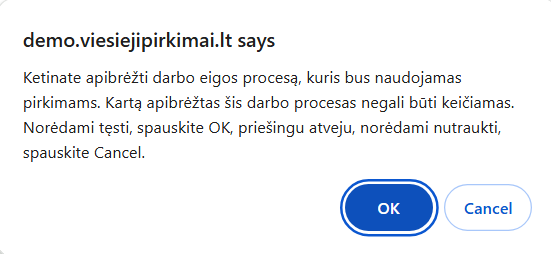 demo.viesiejipirkimai.lt says
Ketinate apibrėžti darbo eigos procesą, kuris bus naudojamas
pirkimams. Kartą apibrėžtas šis darbo procesas negali būti keičiamas.
Norėdami tęsti, spauskite OK, priešingu atveju, norėdami nutraukti,
spauskite Cancel.
OK
Cancel